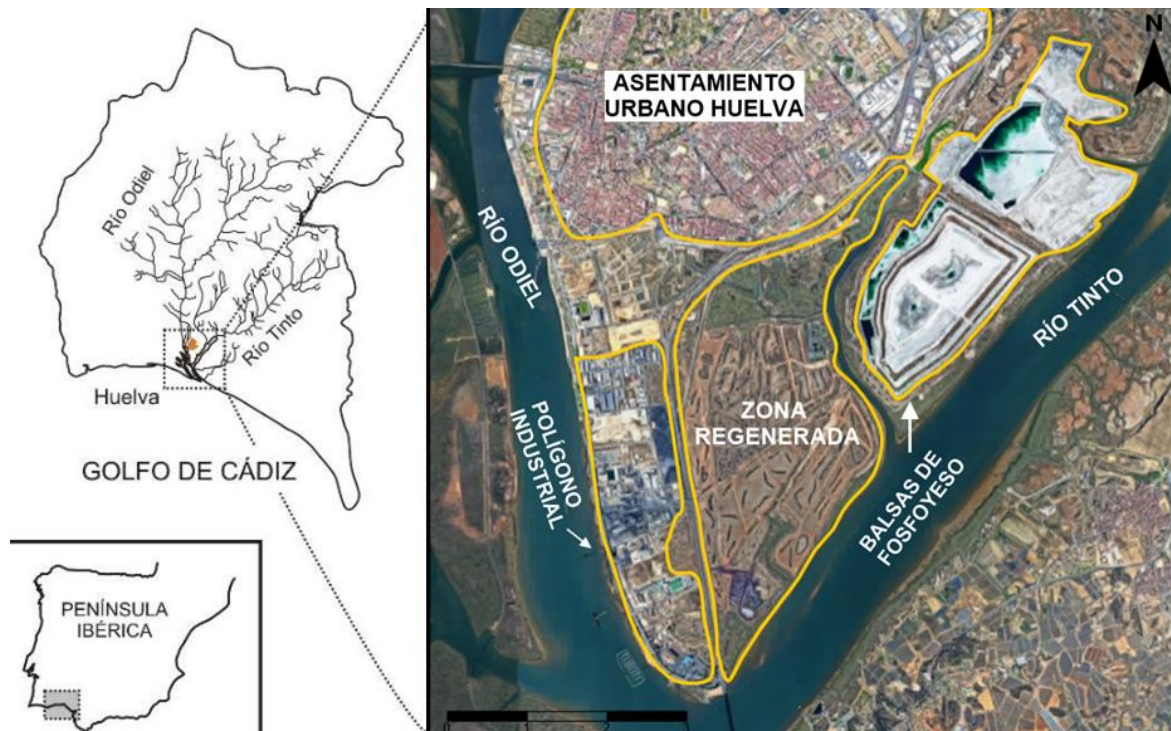 Río Odiel
Río Tinto
Huelva
GOLFO DE CÁDIZ
PENÍNSULA
IBÉRICA
ASENTAMIENTO
URBANO HUELVA
N
RÍO ODIEL
RÍO TINTO
POLÍGONO
INDUSTRIAL
ZONA
REGENERADA
BALSAS DE
FOSFOYESO